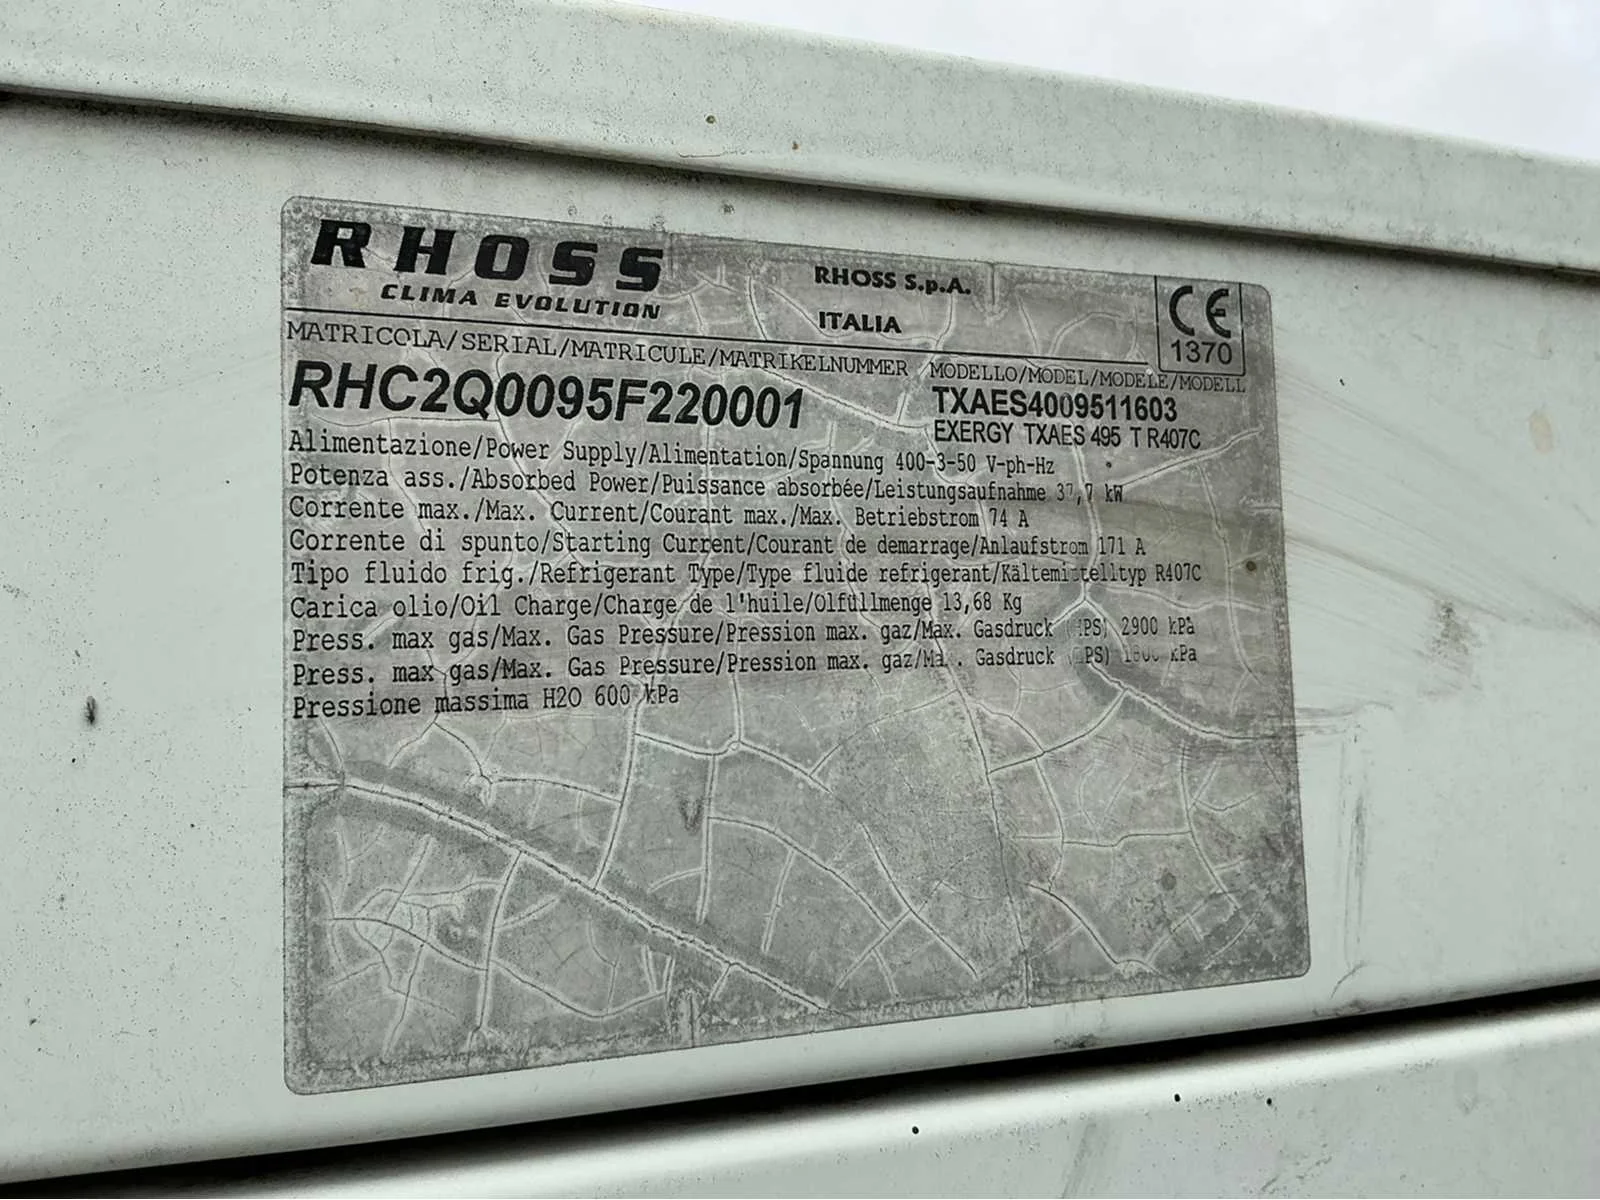 RHOSS
CLIMA EVOLUTION
RHOSS S.p.A.
ITALIA
CE
1370
MATRICOLA/SERIAL/MATRICULE/MATRIKELNUMMER
RHC2Q0095F220001
MODELLO/MODEL/MODELE/MODELL
TXAES4009511603
EXERGY TXAES 495 T R407C
Alimentazione/Power Supply/Alimentation/Spannung 400-3-50 V-ph-Hz
Potenza ass./Absorbed Power/Puissance absorbée/Leistungsaufnahme 37,7 kW
Corrente max./Max. Current/Courant max./Max. Betriebstrom 74 A
Corrente di spunto/Starting Current/Courant de demarrage/Anlaufstrom 171 A
Tipo fluido frig./Refrigerant Type/Type fluide refrigerant/Kältemittelltyp R407C
Carica olio/Oil Charge/Charge de l'huile/Olfüllmenge 13,68 Kg
Press. max gas/Max. Gas Pressure/Pression max. gaz/Max. Gasdruck 2900 kPa
Press. max gas/Max. Gas Pressure/Pression max. gaz/Max. Gasdruck kPa
Pressione massima H2O 600 kPa